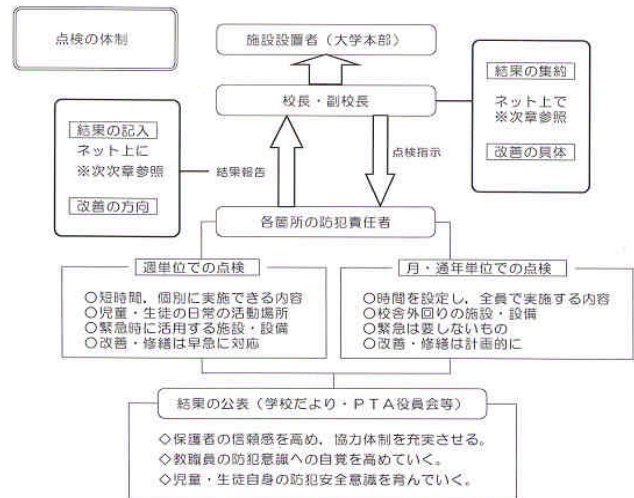 点検の体制
施設設置者（大学本部）
校長・副校長
結果の集約
ネット上で
※次章参照
改善の具体
結果の記入
ネット上に
※次次章参照
改善の方向
結果報告
点検指示
各箇所の防犯責任者
週単位での点検
○短時間，個別に実施できる内容
○児童・生徒の日常の活動場所
○緊急時に活用する施設・設備
○改善・修繕は早急に対応
月・通年単位での点検
○時間を設定し，全員で実施する内容
○校舎外回りの施設・設備
○緊急は要しないもの
○改善・修繕は計画的に
結果の公表（学校だより・ＰＴＡ役員会等）
◇保護者の信頼感を高め，協力体制を充実させる。
◇教職員の防犯意識への自覚を高めていく。
◇児童・生徒自身の防犯安全意識を育んでいく。